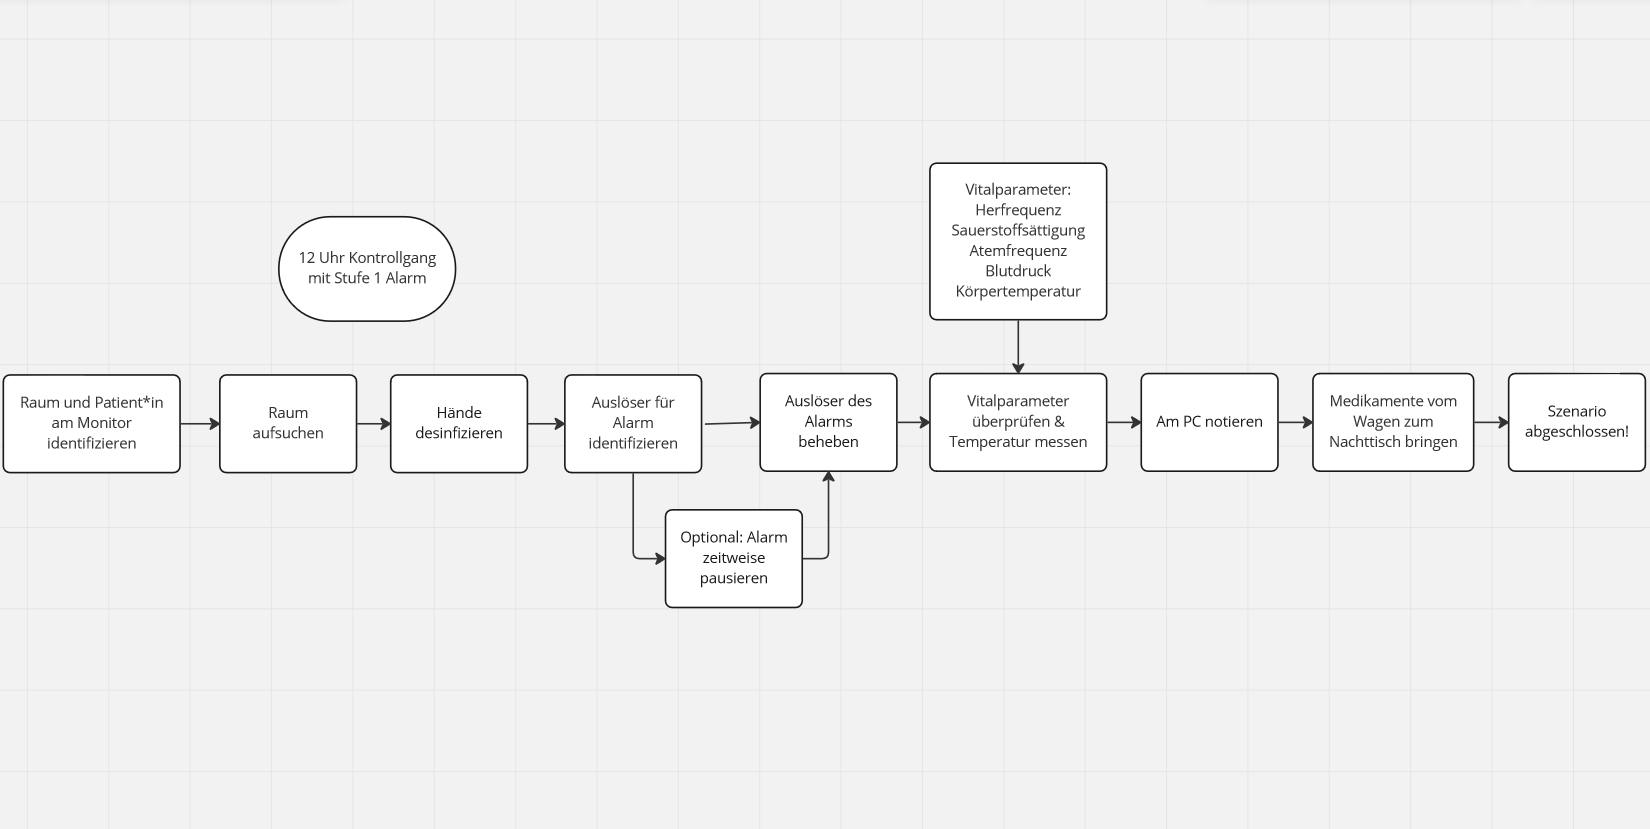 12 Uhr Kontrollgang
mit Stufe 1 Alarm
Vitalparameter:
Herfrequenz
Sauerstoffsättigung
Atemfrequenz
Blutdruck
Körpertemperatur
Raum und Patient*in
am Monitor
identifizieren
Raum
aufsuchen
Hände
desinfizieren
Auslöser für
Alarm
identifizieren
Optional: Alarm
zeitweise
pausieren
Auslöser des
Alarms
beheben
Vitalparameter
überprüfen &
Temperatur messen
Am PC notieren
Medikamente vom
Wagen zum
Nachttisch bringen
Szenario
abgeschlossen!